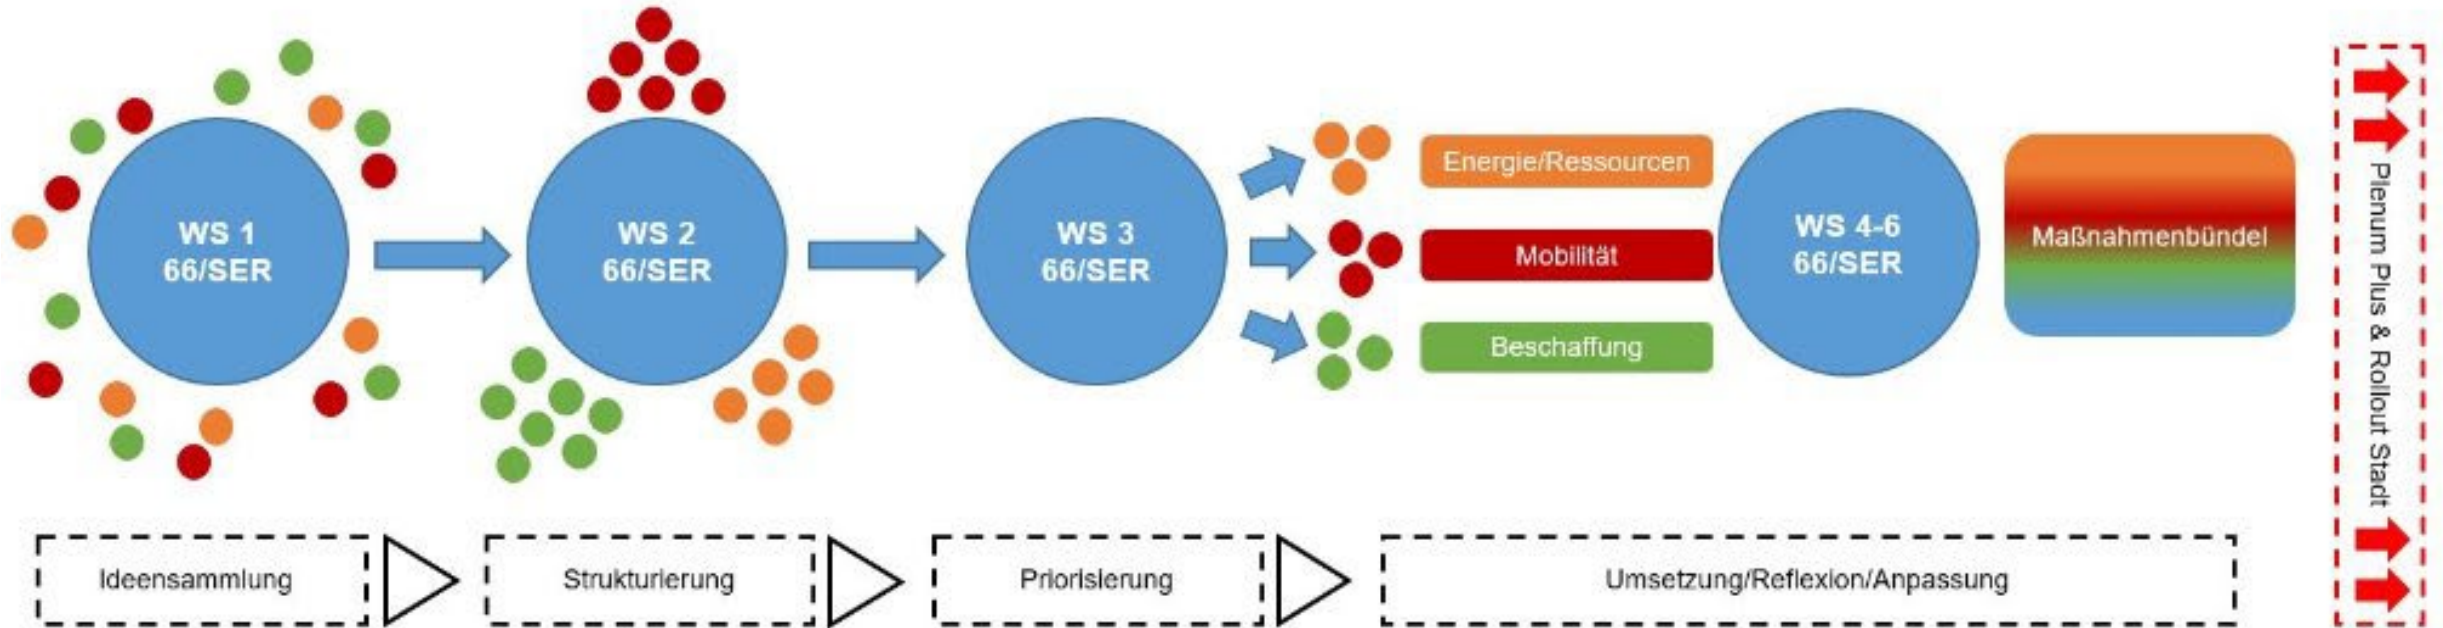 WS 1
66/SER
WS 2
66/SER
WS 3
66/SER
Energie/Ressourcen
Mobilität
Beschaffung
WS 4-6
66/SER
Maßnahmenbündel
Plenum Plus & Rollout Stadt
Ideensammlung
Strukturierung
Priorisierung
Umsetzung/Reflexion/Anpassung